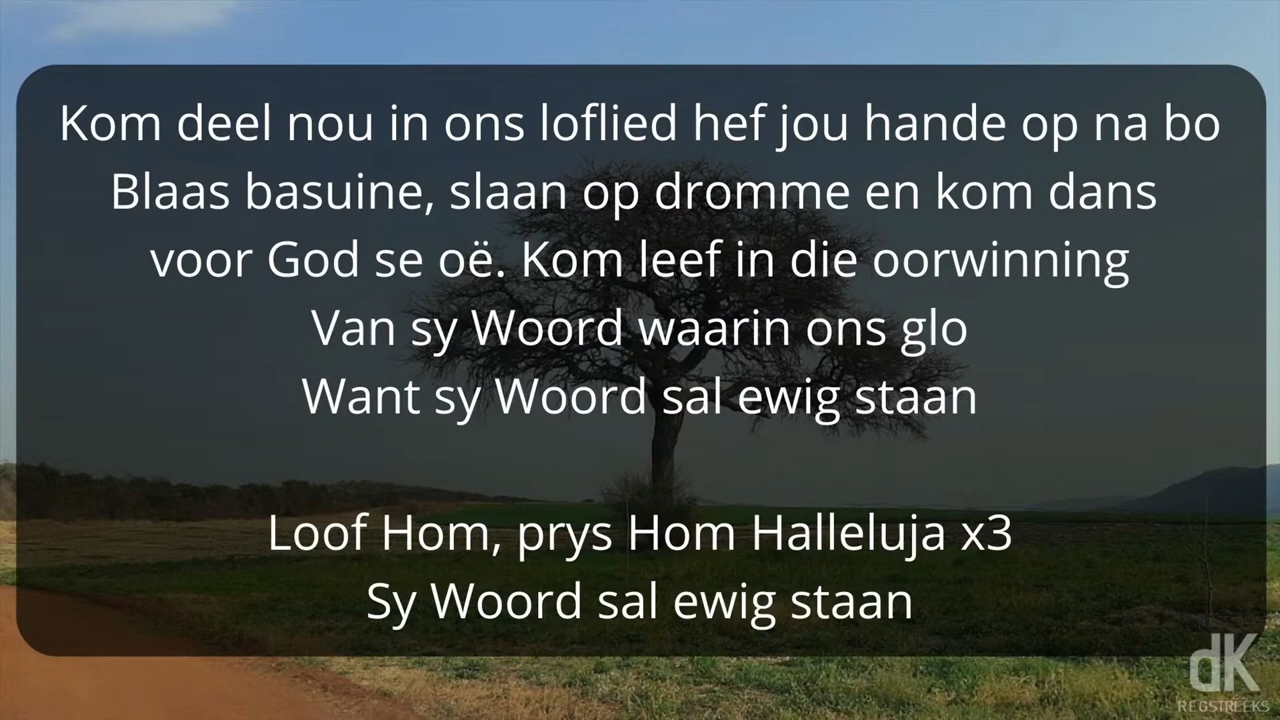 Kom deel nou in ons loflied hef jou hande op na bo
Blaas basuine, slaan op dromme en kom dans
voor God se oë. Kom leef in die oorwinning
Van sy Woord waarin ons glo
Want sy Woord sal ewig staan
Loof Hom, prys Hom Halleluja x3
Sy Woord sal ewig staan
dK
REGSTREEKS